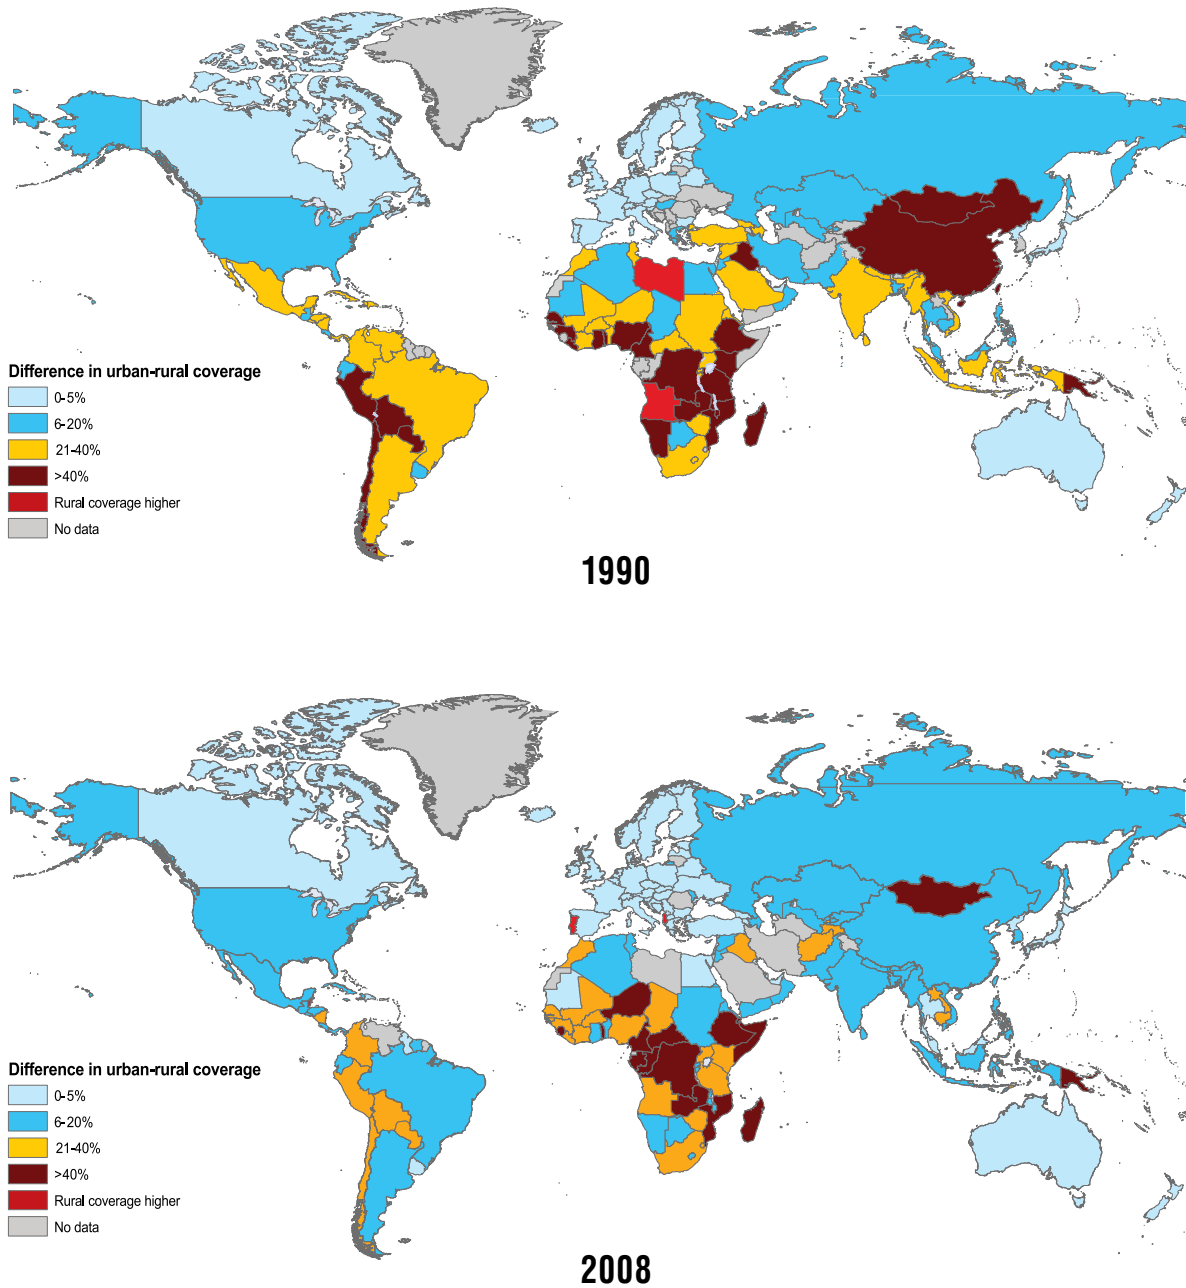 Difference in urban-rural coverage
0-5%
6-20%
21-40%
>40%
Rural coverage higher
No data
1990
Difference in urban-rural coverage
0-5%
6-20%
21-40%
>40%
Rural coverage higher
No data
2008